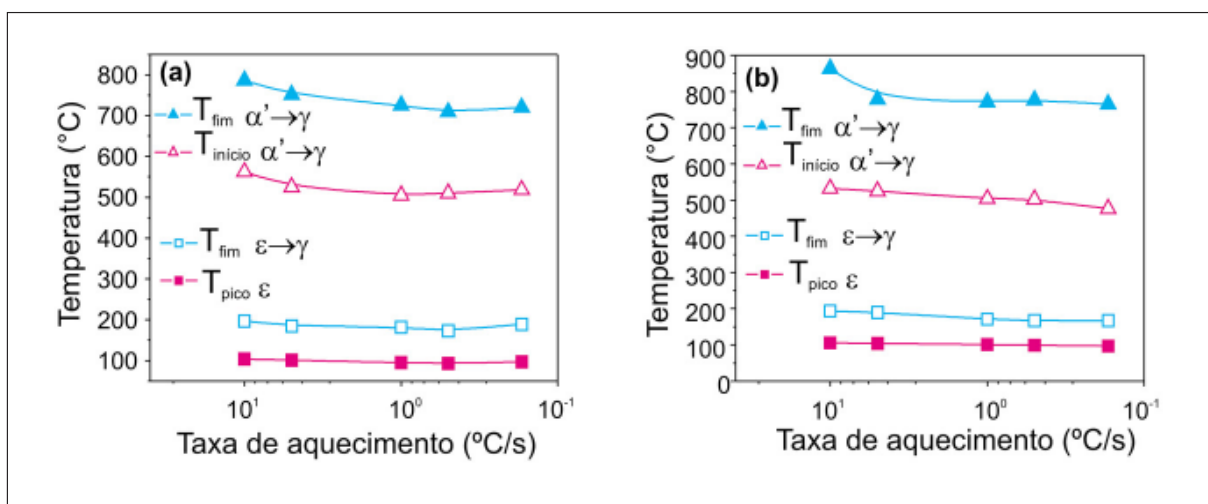 (a)
800
700
600
500
400
300
200
100
Temperatura (°C)
T fim α’→γ
T início α’→γ
T fim ε→γ
T pico ε
10¹ 10⁰ 10⁻¹
Taxa de aquecimento (ºC/s)
(b)
900
800
700
600
500
400
300
200
100
0
Temperatura (°C)
T fim α’→γ
T início α’→γ
T fim ε→γ
T pico ε
10¹ 10⁰ 10⁻¹
Taxa de aquecimento (ºC/s)